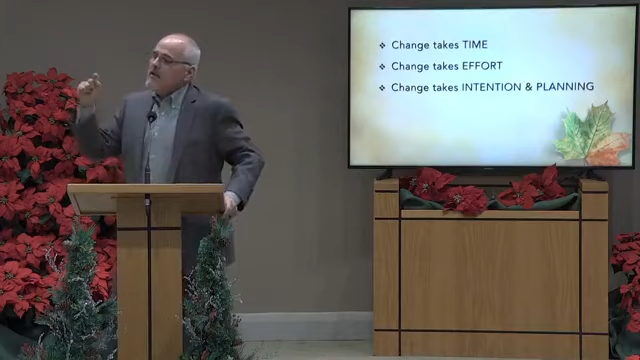 ❖ Change takes TIME
❖ Change takes EFFORT
❖ Change takes INTENTION & PLANNING